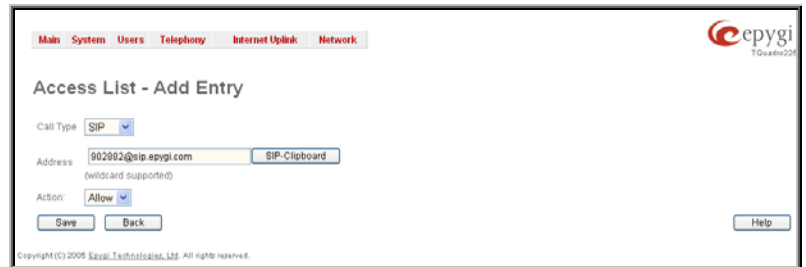 epygi
Main System Users Telephony Internet Uplink Network
Access List - Add Entry
Call Type SIP
Address 902002@sip.epygi.com SIP-Clipboard
(wildcard supported)
Action: Allow
Save Back Help
Copyright (C) 2005 Epygi Technologies, Ltd. All rights reserved.